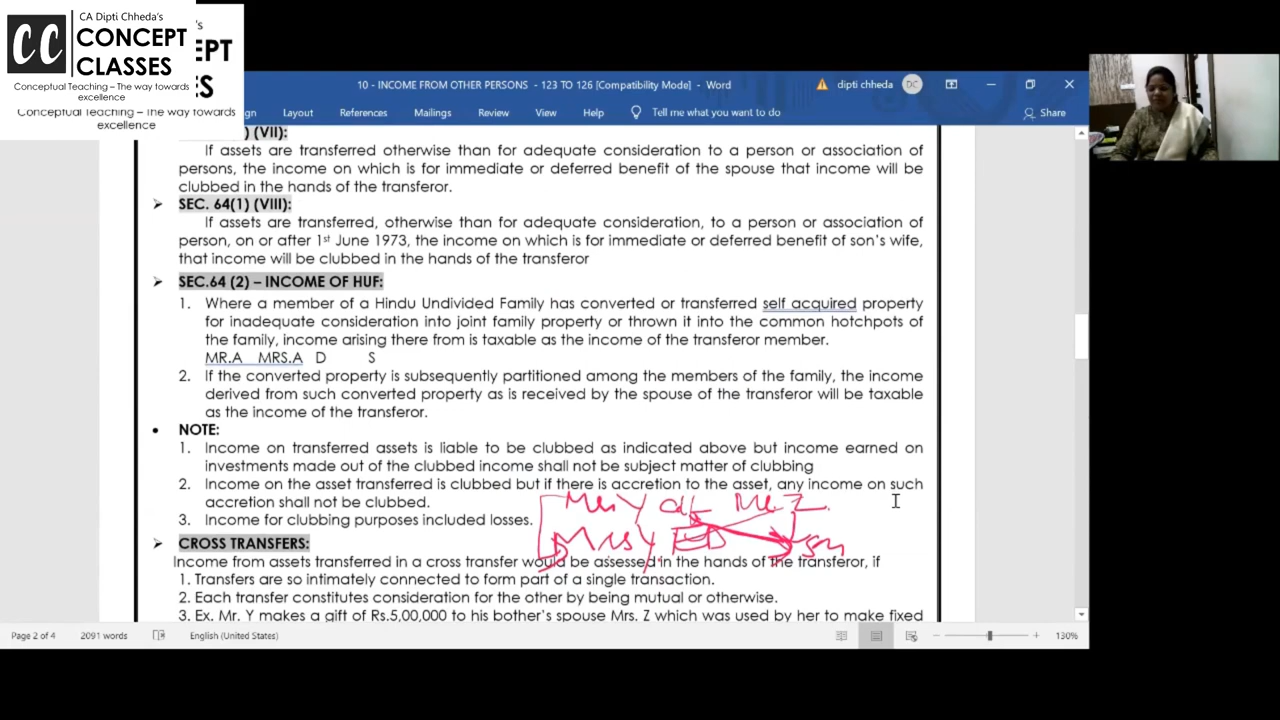 CA Dipti Chheda's
CC CONCEPT
CLASSES
Conceptual Teaching – The way towards
excellence
's
EPT
S
Conceptual Teaching – The way towards
excellence
10 - INCOME FROM OTHER PERSONS - 123 TO 126 [Compatibility Mode] - Word
dipti chheda DC
gn Layout References Mailings Review View Help Tell me what you want to do Share
) (VII):
If assets are transferred otherwise than for adequate consideration to a person or association of
persons, the income on which is for immediate or deferred benefit of the spouse that income will be
clubbed in the hands of the transferor.
➢ SEC. 64(1) (VIII):
If assets are transferred, otherwise than for adequate consideration, to a person or association of
person, on or after 1st June 1973, the income on which is for immediate or deferred benefit of son's wife,
that income will be clubbed in the hands of the transferor
➢ SEC.64 (2) – INCOME OF HUF:
1. Where a member of a Hindu Undivided Family has converted or transferred self acquired property
for inadequate consideration into joint family property or thrown it into the common hotchpots of
the family, income arising there from is taxable as the income of the transferor member.
MR.A MRS.A D S
2. If the converted property is subsequently partitioned among the members of the family, the income
derived from such converted property as is received by the spouse of the transferor will be taxable
as the income of the transferor.
• NOTE:
1. Income on transferred assets is liable to be clubbed as indicated above but income earned on
investments made out of the clubbed income shall not be subject matter of clubbing
2. Income on the asset transferred is clubbed but if there is accretion to the asset, any income on such
accretion shall not be clubbed.
Mr Y Mr. Z
3. Income for clubbing purposes included losses.
Mrs Y FD son
➢ CROSS TRANSFERS:
Income from assets transferred in a cross transfer would be assessed in the hands of the transferor, if
1. Transfers are so intimately connected to form part of a single transaction.
2. Each transfer constitutes consideration for the other by being mutual or otherwise.
3. Ex. Mr. Y makes a gift of Rs.5,00,000 to his bother's spouse Mrs. Z which was used by her to make fixed
Page 2 of 4 2091 words English (United States) 130%